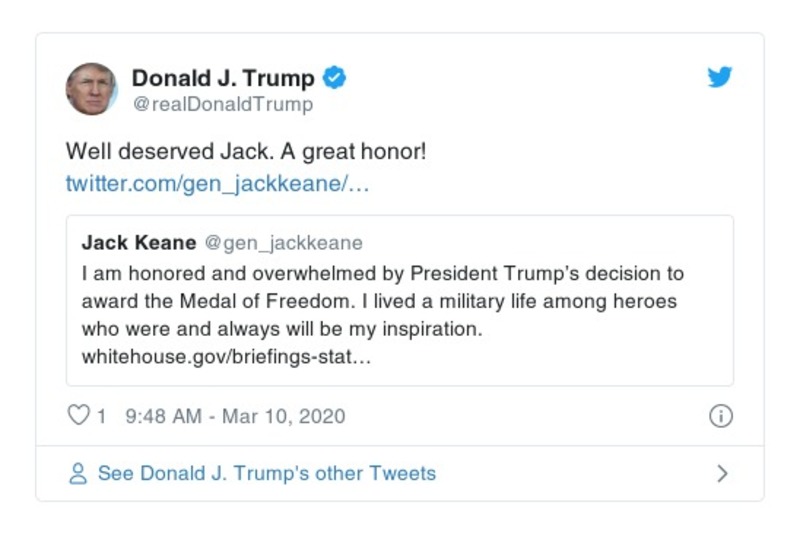 Donald J. Trump
@realDonaldTrump
Well deserved Jack. A great honor!
twitter.com/gen_jackkeane/...
Jack Keane @gen_jackkeane
I am honored and overwhelmed by President Trump's decision to
award the Medal of Freedom. I lived a military life among heroes
who were and always will be my inspiration.
whitehouse.gov/briefings-stat...
1 9:48 AM - Mar 10, 2020
See Donald J. Trump's other Tweets